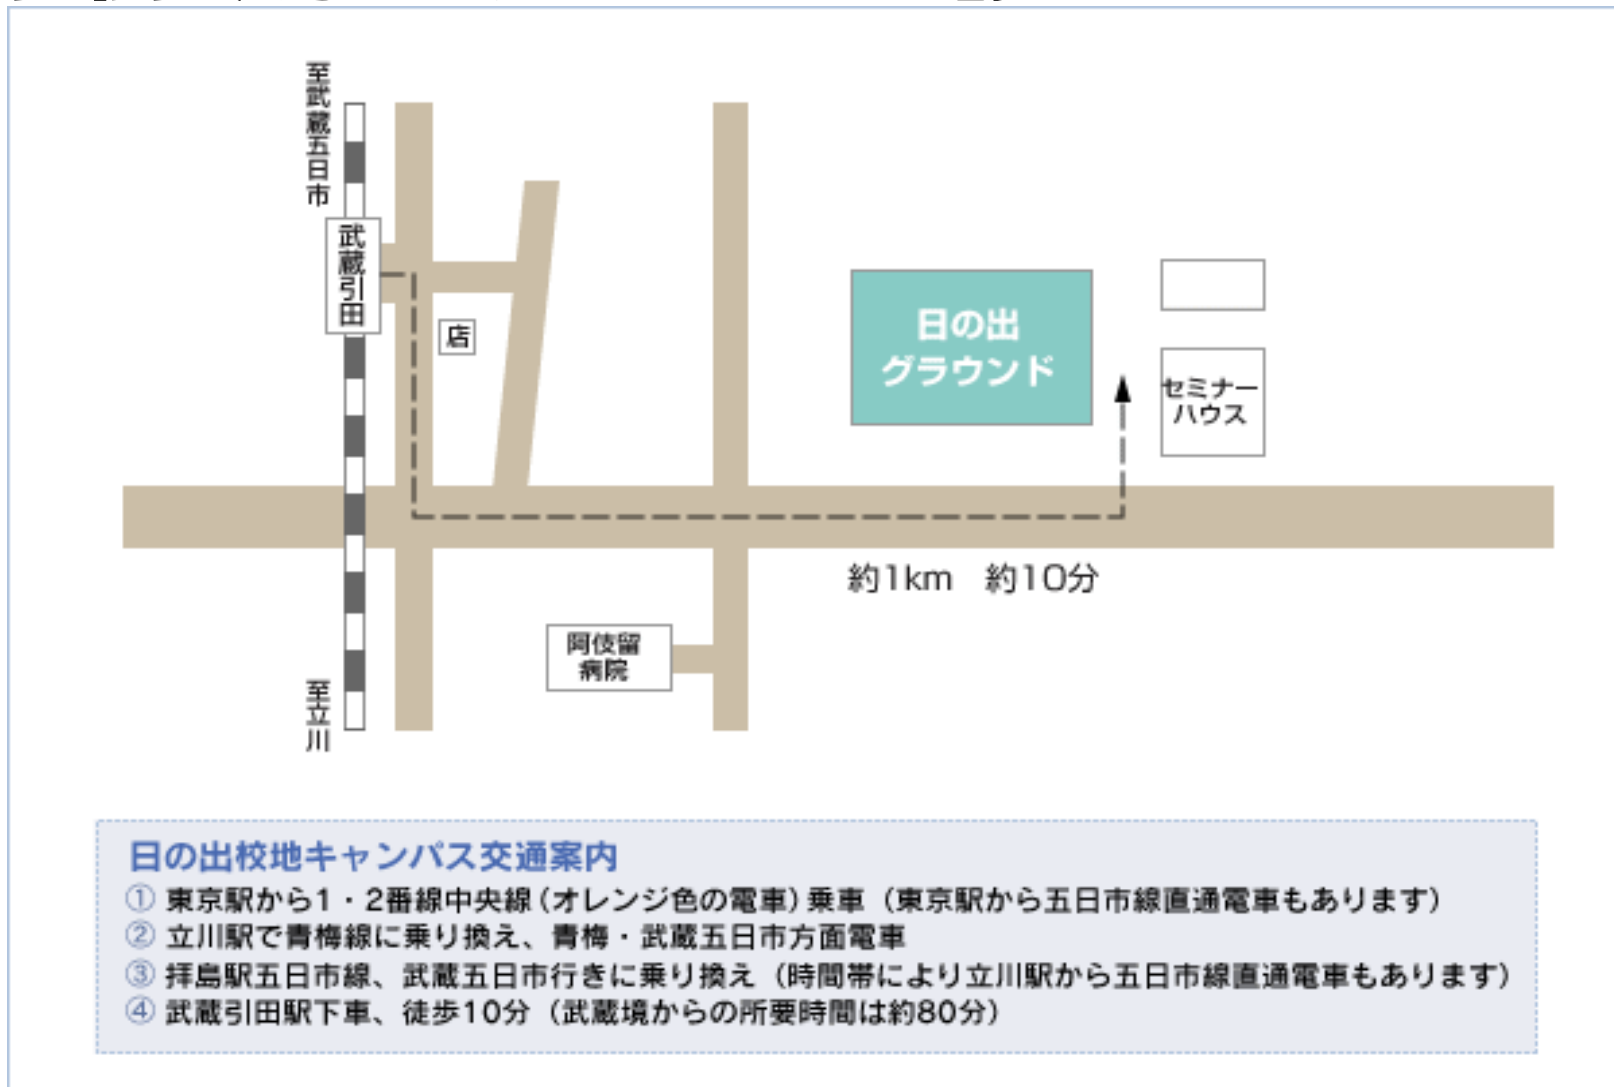 至武蔵五日市
武蔵引田
店
日の出
グラウンド
セミナー
ハウス
約1km 約10分
阿伎留
病院
至立川
日の出校地キャンパス交通案内
① 東京駅から1・2番線中央線（オレンジ色の電車）乗車（東京駅から五日市線直通電車もあります）
② 立川駅で青梅線に乗り換え、青梅・武蔵五日市方面電車
③ 拝島駅五日市線、武蔵五日市行きに乗り換え（時間帯により立川駅から五日市線直通電車もあります）
④ 武蔵引田駅下車、徒歩10分（武蔵境からの所要時間は約80分）